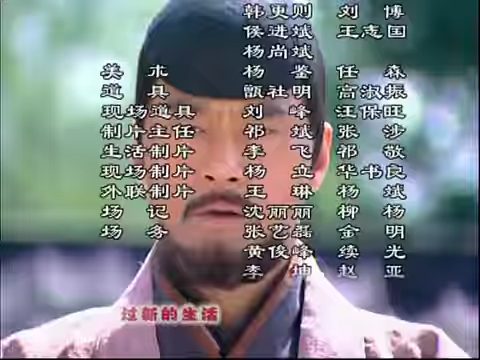 韩更则 刘博
侯进斌 王志国
杨尚斌
美术 杨鉴 任森
道具 甄社明 高淑振
现场道具 刘峰 汪保旺
制片主任 祁斌 张涉
生活制片 李飞 祁敬
现场制片 杨立 华书良
外联制片 王琳 杨斌
场记 沈丽丽 柳杨
场务 张艺磊 金明
黄俊峰 续光
李坤 赵亚
过新的生活